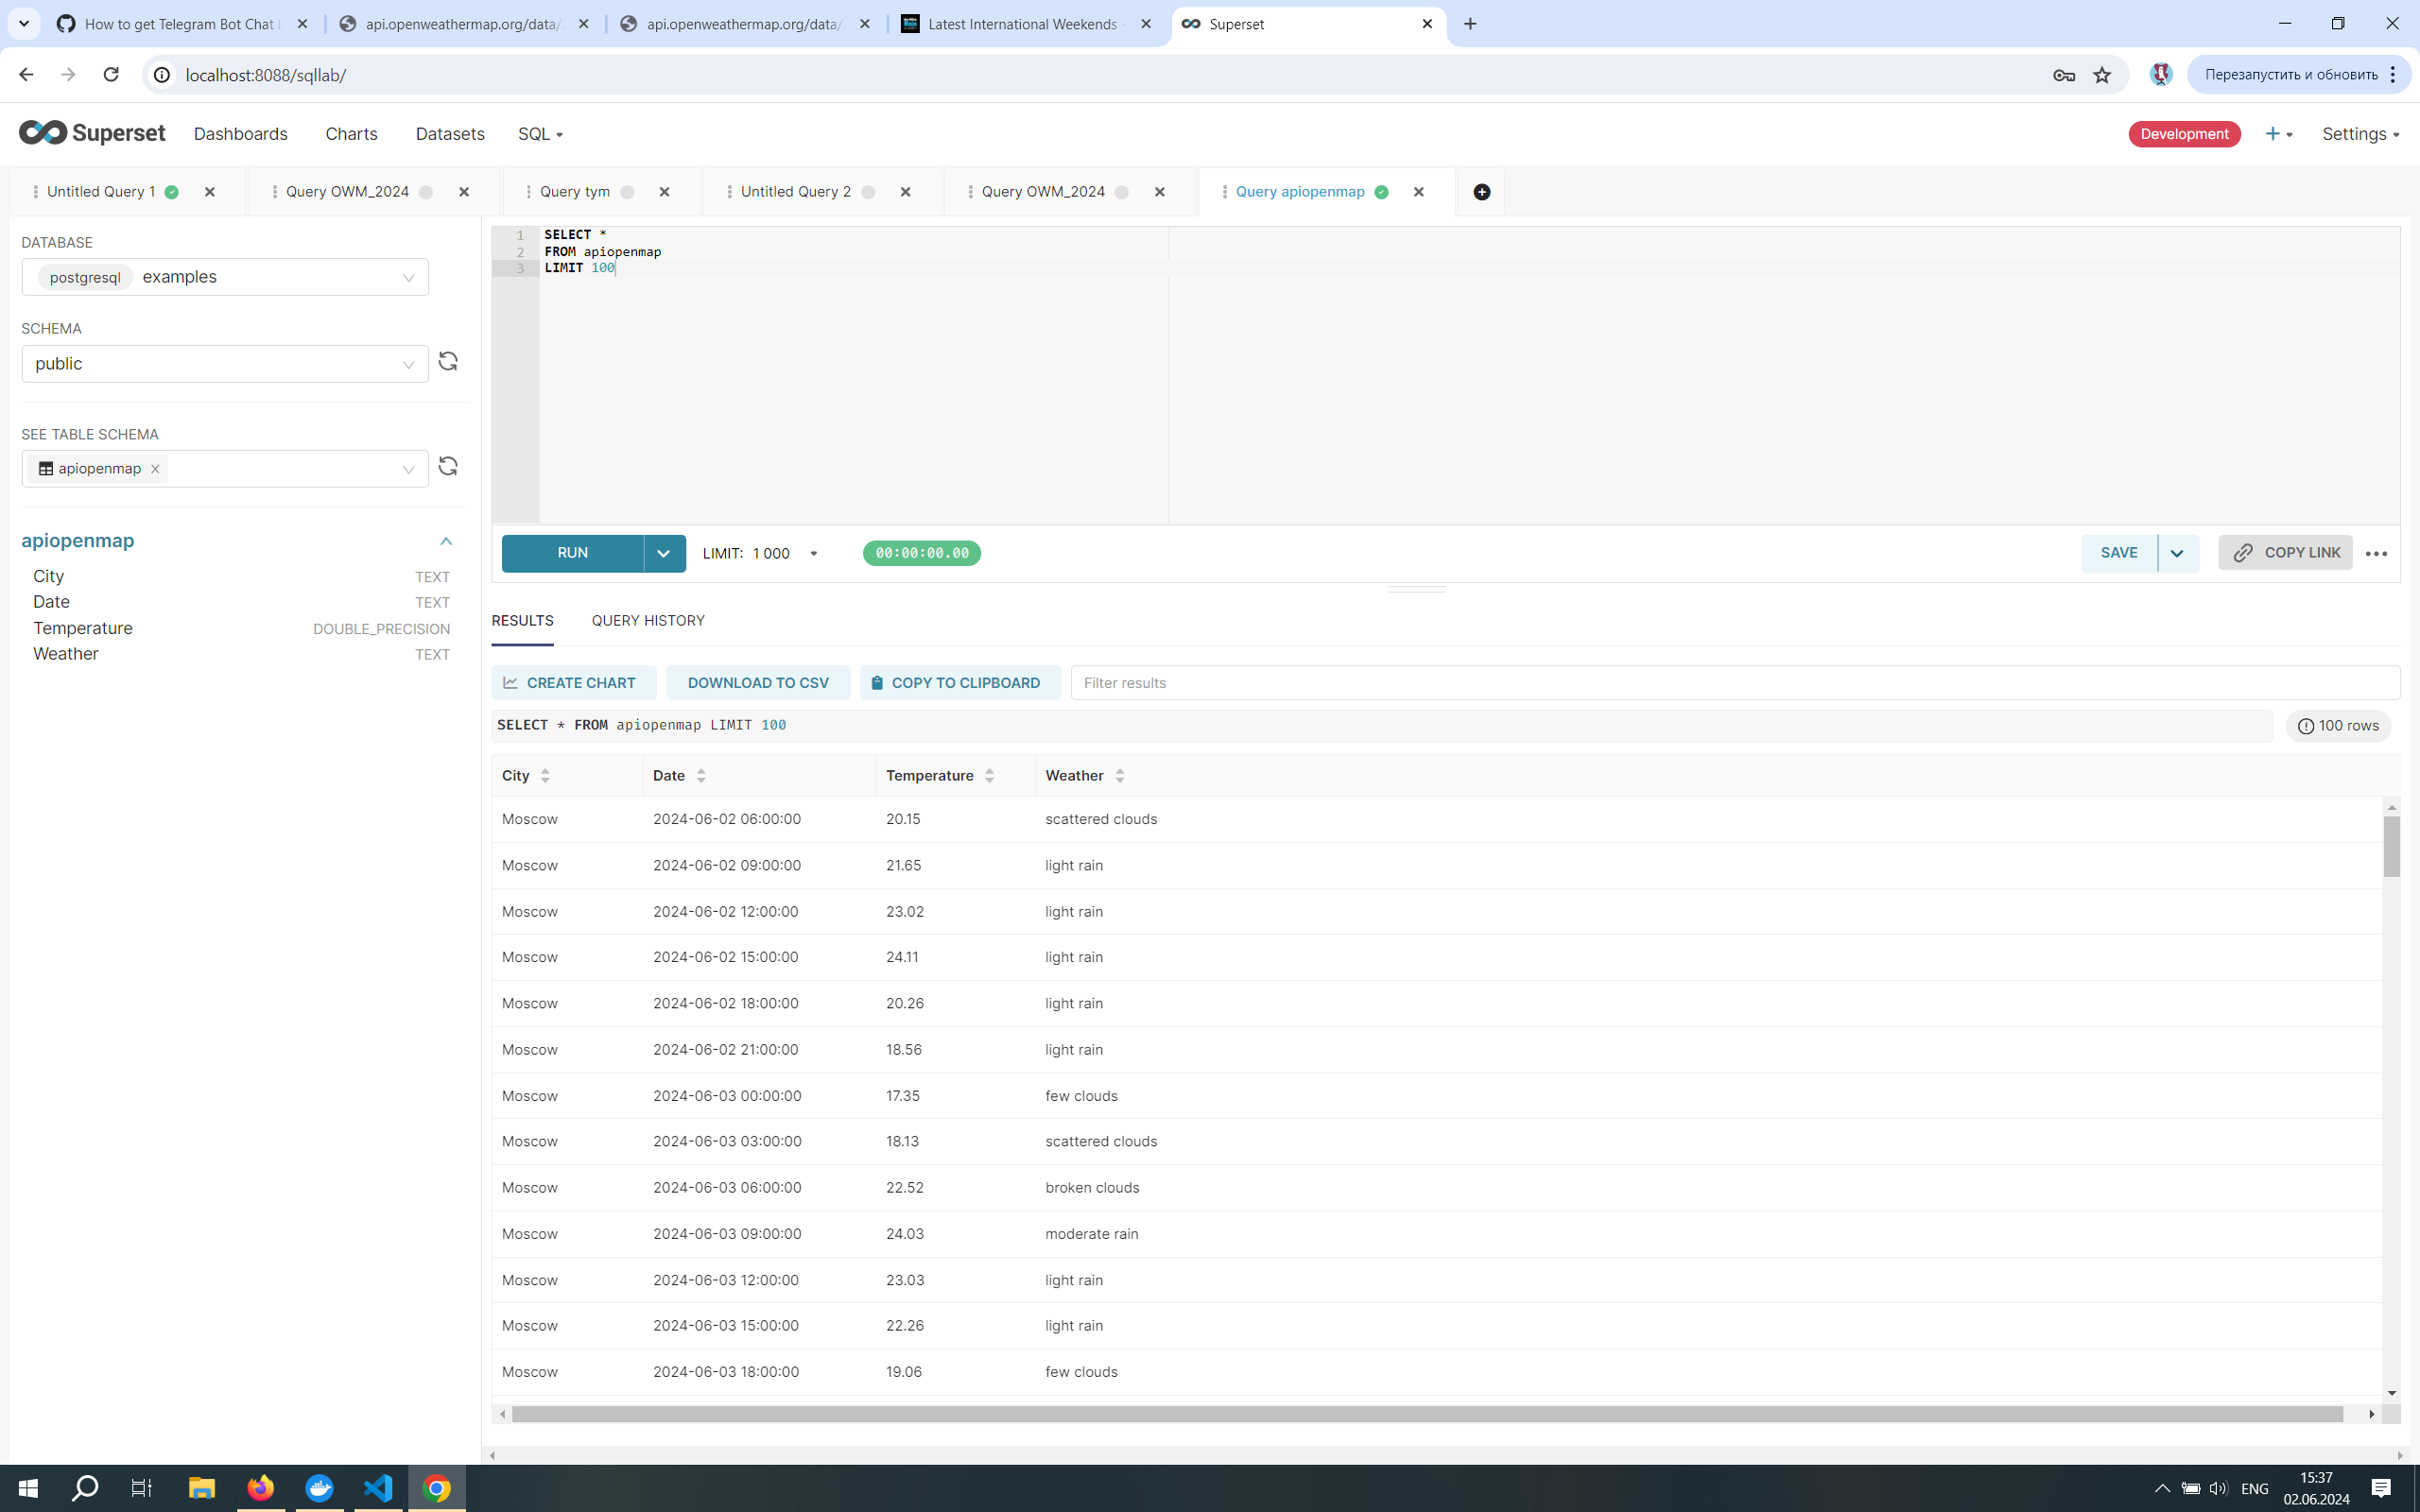 How to get Telegram Bot Chat
api.openweathermap.org/data/
api.openweathermap.org/data/
Latest International Weekends -
Superset
localhost:8088/sqllab/
Перезапустить и обновить
Superset
Dashboards
Charts
Datasets
SQL
Development
Settings
Untitled Query 1
Query OWM_2024
Query tym
Untitled Query 2
Query OWM_2024
Query apiopenmap
DATABASE
postgresql examples
SCHEMA
public
SEE TABLE SCHEMA
apiopenmap
apiopenmap
City TEXT
Date TEXT
Temperature DOUBLE_PRECISION
Weather TEXT
1 SELECT *
2 FROM apiopenmap
3 LIMIT 100
RUN
LIMIT: 1 000
00:00:00.00
SAVE
COPY LINK
RESULTS
QUERY HISTORY
CREATE CHART
DOWNLOAD TO CSV
COPY TO CLIPBOARD
Filter results
SELECT * FROM apiopenmap LIMIT 100
100 rows
City Date Temperature Weather
Moscow 2024-06-02 06:00:00 20.15 scattered clouds
Moscow 2024-06-02 09:00:00 21.65 light rain
Moscow 2024-06-02 12:00:00 23.02 light rain
Moscow 2024-06-02 15:00:00 24.11 light rain
Moscow 2024-06-02 18:00:00 20.26 light rain
Moscow 2024-06-02 21:00:00 18.56 light rain
Moscow 2024-06-03 00:00:00 17.35 few clouds
Moscow 2024-06-03 03:00:00 18.13 scattered clouds
Moscow 2024-06-03 06:00:00 22.52 broken clouds
Moscow 2024-06-03 09:00:00 24.03 moderate rain
Moscow 2024-06-03 12:00:00 23.03 light rain
Moscow 2024-06-03 15:00:00 22.26 light rain
Moscow 2024-06-03 18:00:00 19.06 few clouds
ENG
15:37
02.06.2024